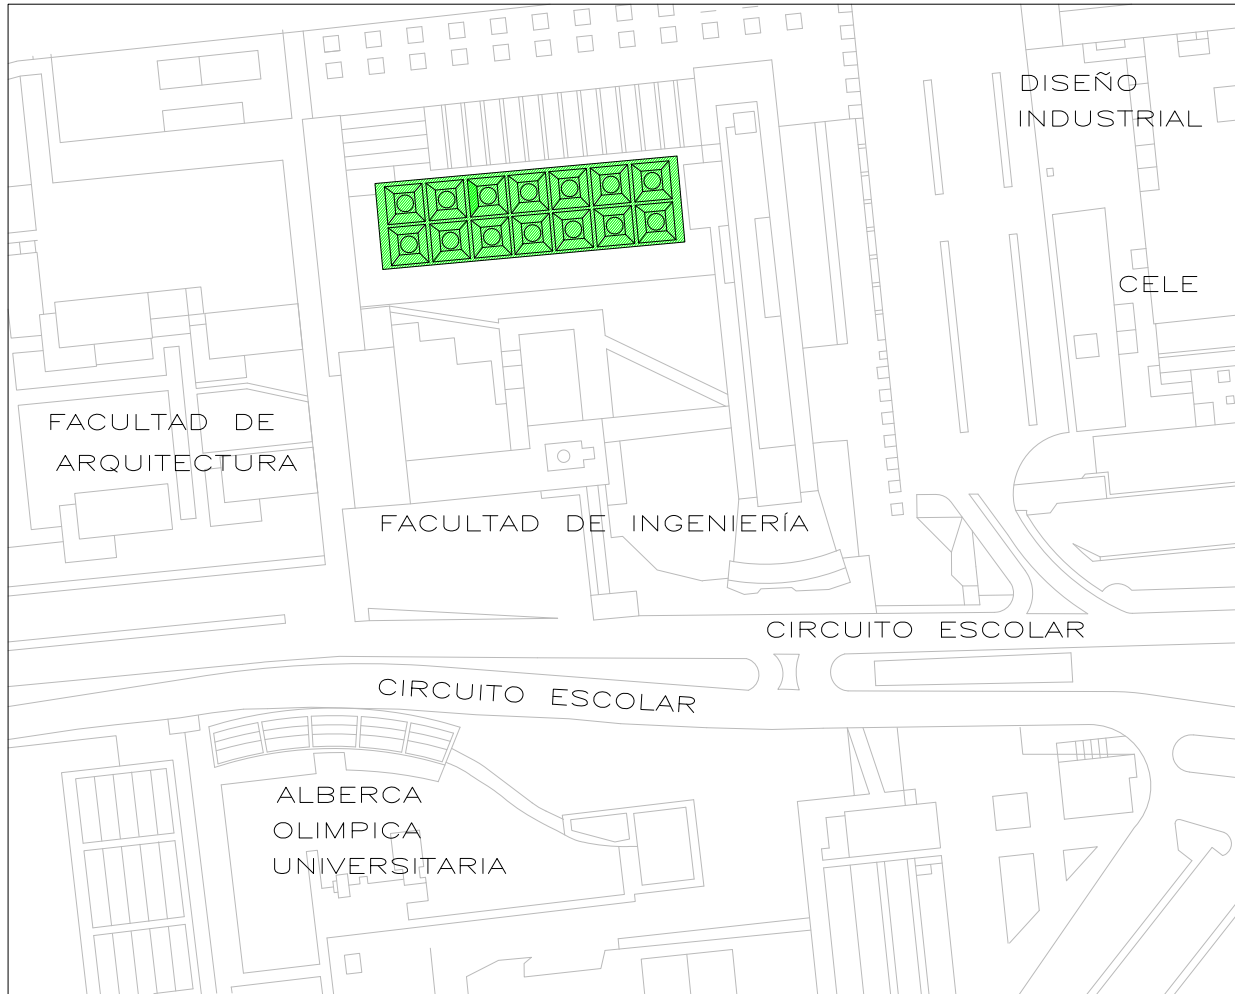 DISEÑO
INDUSTRIAL
CELE
FACULTAD DE
ARQUITECTURA
FACULTAD DE INGENIERÍA
CIRCUITO ESCOLAR
CIRCUITO ESCOLAR
ALBERCA
OLIMPICA
UNIVERSITARIA